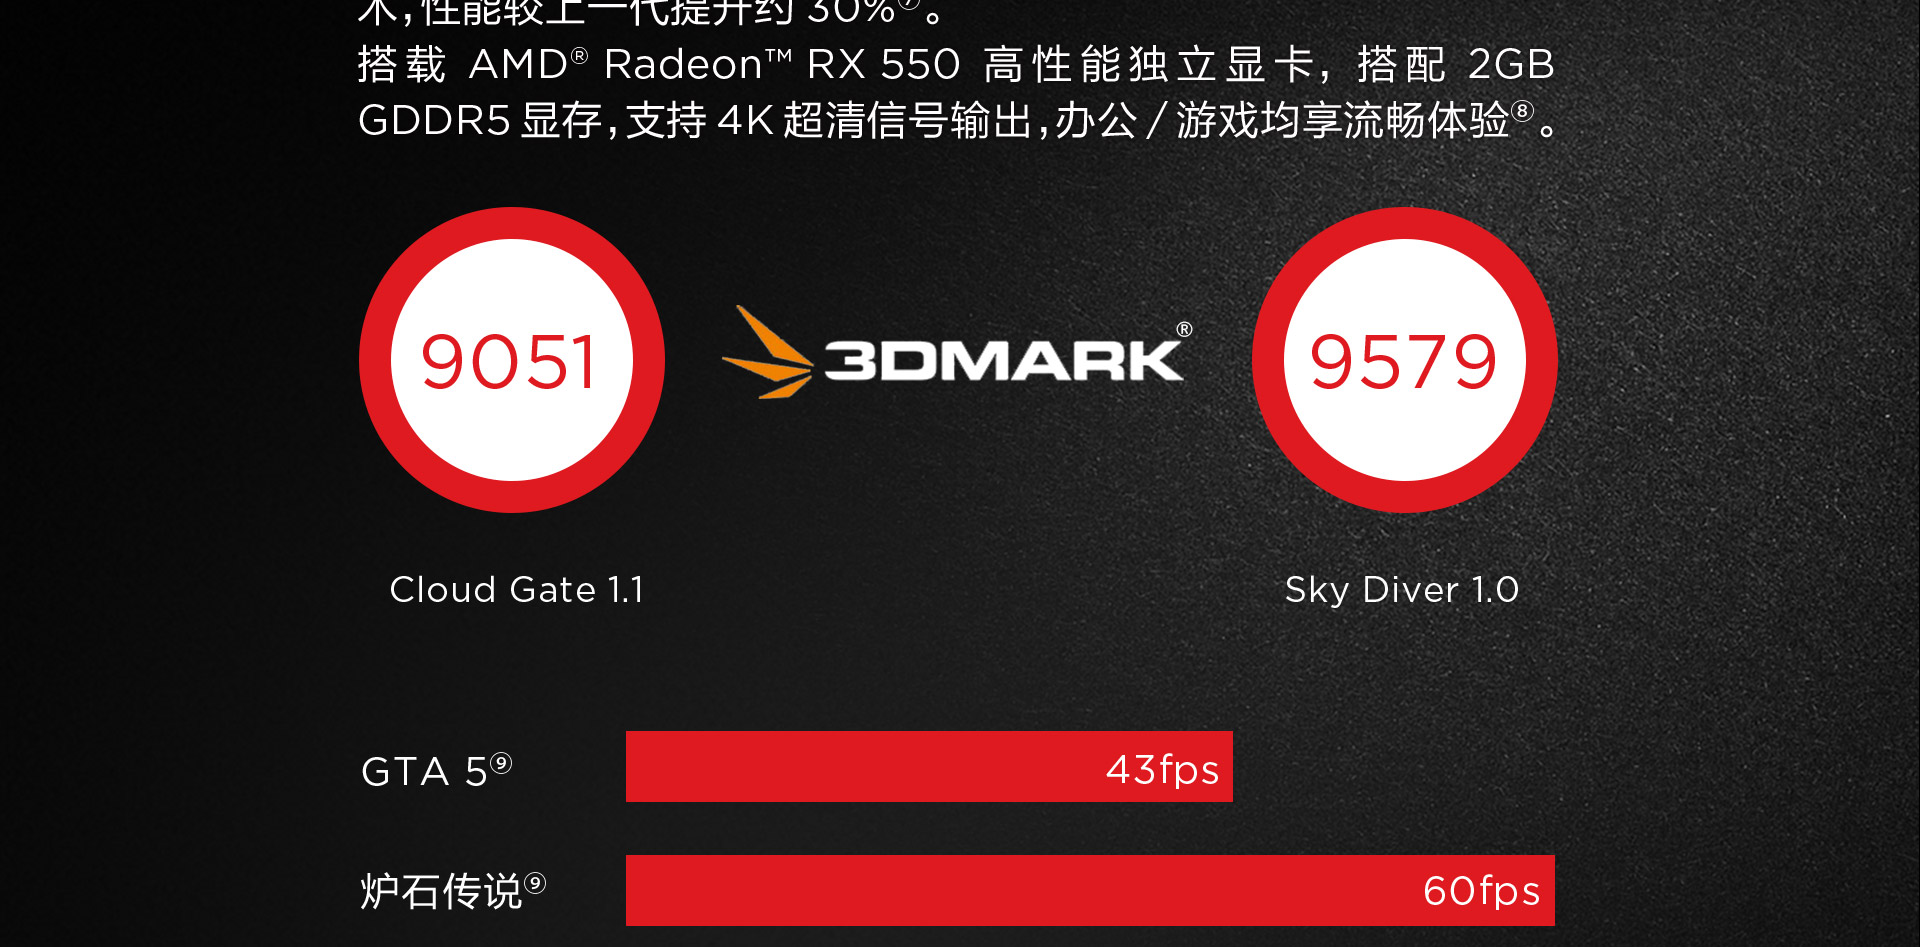 术，性能较上一代提升约 30%⑦。
搭载 AMD® Radeon™ RX 550 高性能独立显卡，搭配 2GB
GDDR5 显存，支持 4K 超清信号输出，办公 / 游戏均享流畅体验⑧。
9051
3DMARK®
9579
Cloud Gate 1.1
Sky Diver 1.0
GTA 5⑨
43fps
炉石传说⑨
60fps